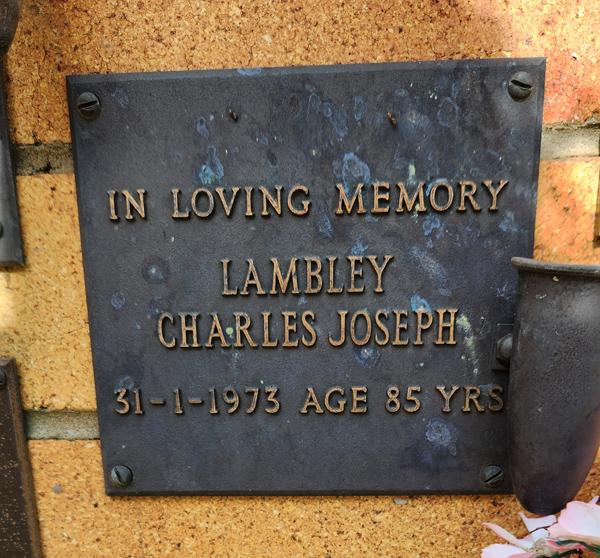 IN LOVING MEMORY
LAMBLEY
CHARLES JOSEPH
31-1-1973 AGE 85 YRS